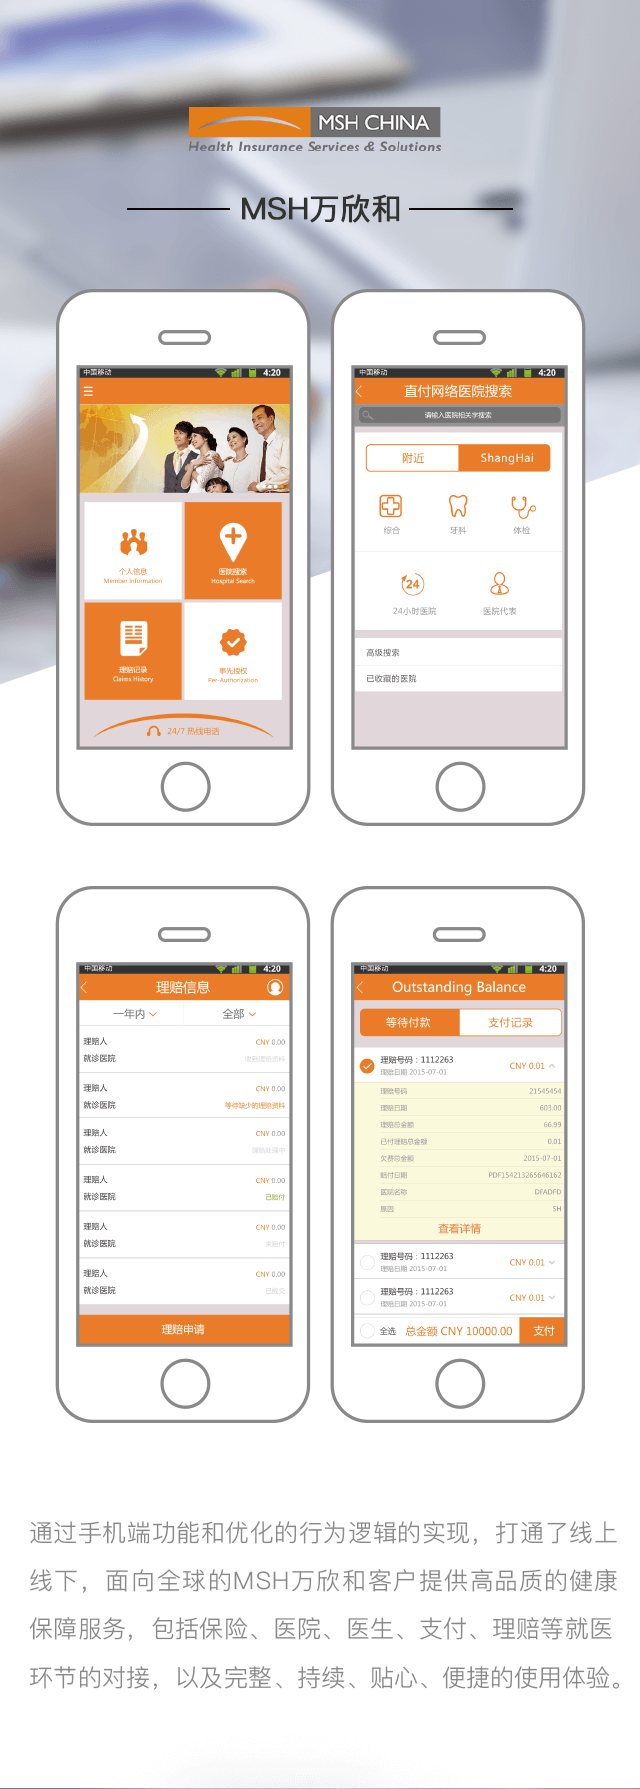 MSH CHINA
Health Insurance Services & Solutions
MSH万欣和
中国移动 4:20
个人信息
Member Information
医院搜索
Hospital Search
理赔记录
Claims History
事先授权
Per-Authorization
24/7 热线电话
中国移动 4:20
直付网络医院搜索
请输入医院相关字搜索
附近 ShangHai
综合 牙科 体检
24
24小时医院 医院代表
高级搜索
已收藏的医院
中国移动 4:20
理赔信息
一年内 全部
理赔人 CNY 0.00
就诊医院 收到理赔资料
理赔人 CNY 0.00
就诊医院 等待缺少的理赔资料
理赔人 CNY 0.00
就诊医院 理赔处理中
理赔人 CNY 0.00
就诊医院 已赔付
理赔人 CNY 0.00
就诊医院 未赔付
理赔人 CNY 0.00
就诊医院 已提交
理赔申请
中国移动 4:20
Outstanding Balance
等待付款 支付记录
理赔号码：1112263 CNY 0.01
理赔日期 2015-07-01
理赔号码 21545454
理赔日期 603.00
理赔总金额 66.99
已付理赔总金额 0.01
欠费总金额 2015-07-01
赔付日期 PDF154213265646162
医院名称 DFADFD
原因 SH
查看详情
理赔号码：1112263 CNY 0.01
理赔日期 2015-07-01
理赔号码：1112263 CNY 0.01
理赔日期 2015-07-01
全选 总金额 CNY 10000.00 支付
通过手机端功能和优化的行为逻辑的实现，打通了线上
线下，面向全球的MSH万欣和客户提供高品质的健康
保障服务，包括保险、医院、医生、支付、理赔等就医
环节的对接，以及完整、持续、贴心、便捷的使用体验。